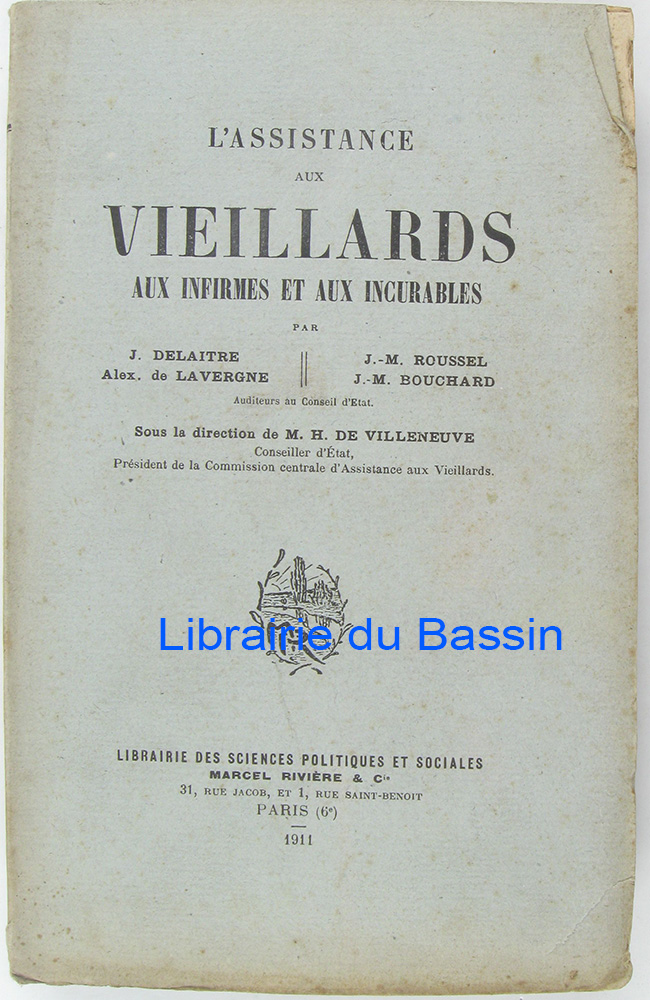 L'ASSISTANCE
AUX
VIEILLARDS
AUX INFIRMES ET AUX INCURABLES
PAR
J. DELAITRE
Alex. de LAVERGNE
J.-M. ROUSSEL
J.-M. BOUCHARD
Auditeurs au Conseil d'Etat.
Sous la direction de M. H. DE VILLENEUVE
Conseiller d'État,
Président de la Commission centrale d'Assistance aux Vieillards.
Librairie du Bassin
LIBRAIRIE DES SCIENCES POLITIQUES ET SOCIALES
MARCEL RIVIÈRE & Cie
31, RUE JACOB, ET 1, RUE SAINT-BENOIT
PARIS (6e)
1911